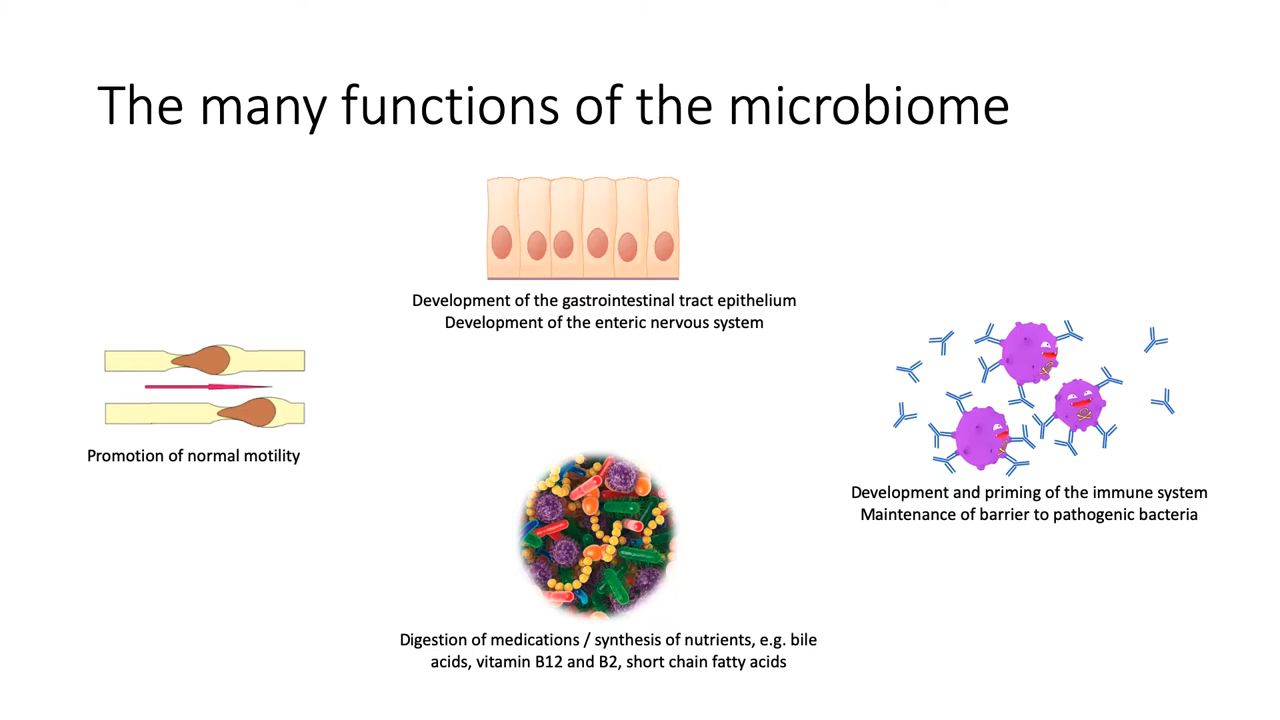 The many functions of the microbiome
Development of the gastrointestinal tract epithelium
Development of the enteric nervous system
Promotion of normal motility
Development and priming of the immune system
Maintenance of barrier to pathogenic bacteria
Digestion of medications / synthesis of nutrients, e.g. bile
acids, vitamin B12 and B2, short chain fatty acids